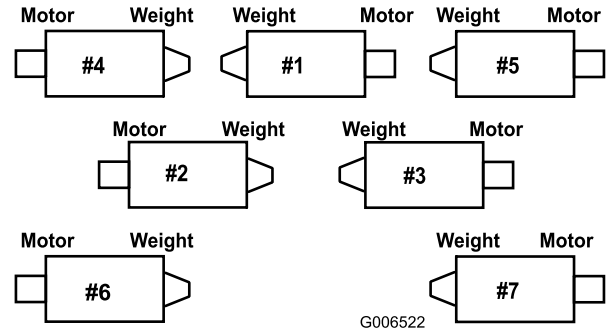 Motor Weight Weight Motor Weight Motor
#4 #1 #5
Motor Weight Weight Motor
#2 #3
Motor Weight Weight Motor
#6 #7
G006522